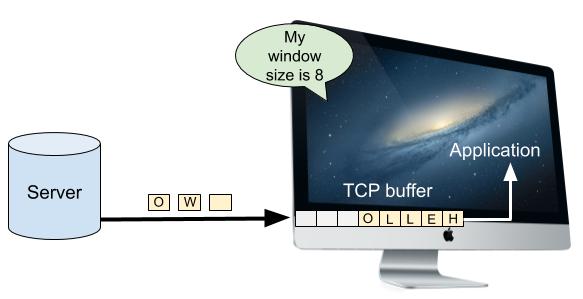 My
window
size is 8
Application
Server
TCP buffer
O W
O L L E H